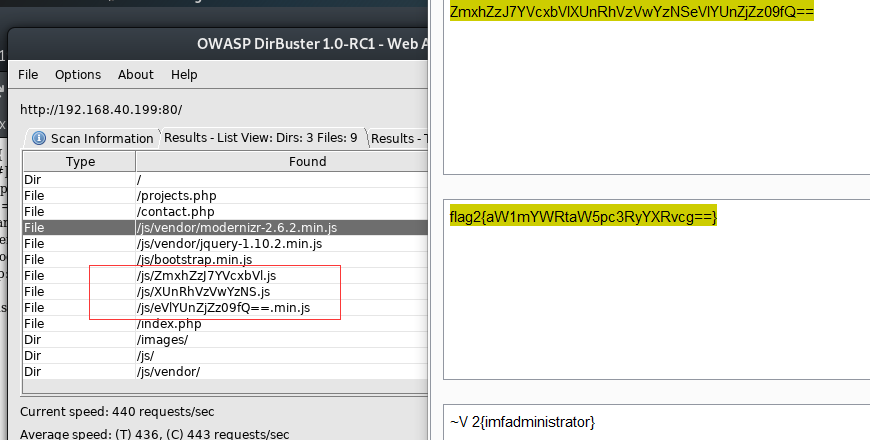 OWASP DirBuster 1.0-RC1 - Web A
File Options About Help
http://192.168.40.199:80/
Scan Information Results - List View: Dirs: 3 Files: 9 Results - T
Type Found
Dir /
File /projects.php
File /contact.php
File /js/vendor/modernizr-2.6.2.min.js
File /js/vendor/jquery-1.10.2.min.js
File /js/bootstrap.min.js
File /js/ZmxhZzJ7YVcxbVl.js
File /js/XUnRhVzVwYzNS.js
File /js/eVlYUnZjZz09fQ==.min.js
File /index.php
Dir /images/
Dir /js/
Dir /js/vendor/
Current speed: 440 requests/sec
Average speed: (T) 436, (C) 443 requests/sec
ZmxhZzJ7YVcxbVlXUnRhVzVwYzNSeVlYUnZjZz09fQ==
flag2{aW1mYWRtaW5pc3RyYXRvcg==}
~V 2{imfadministrator}